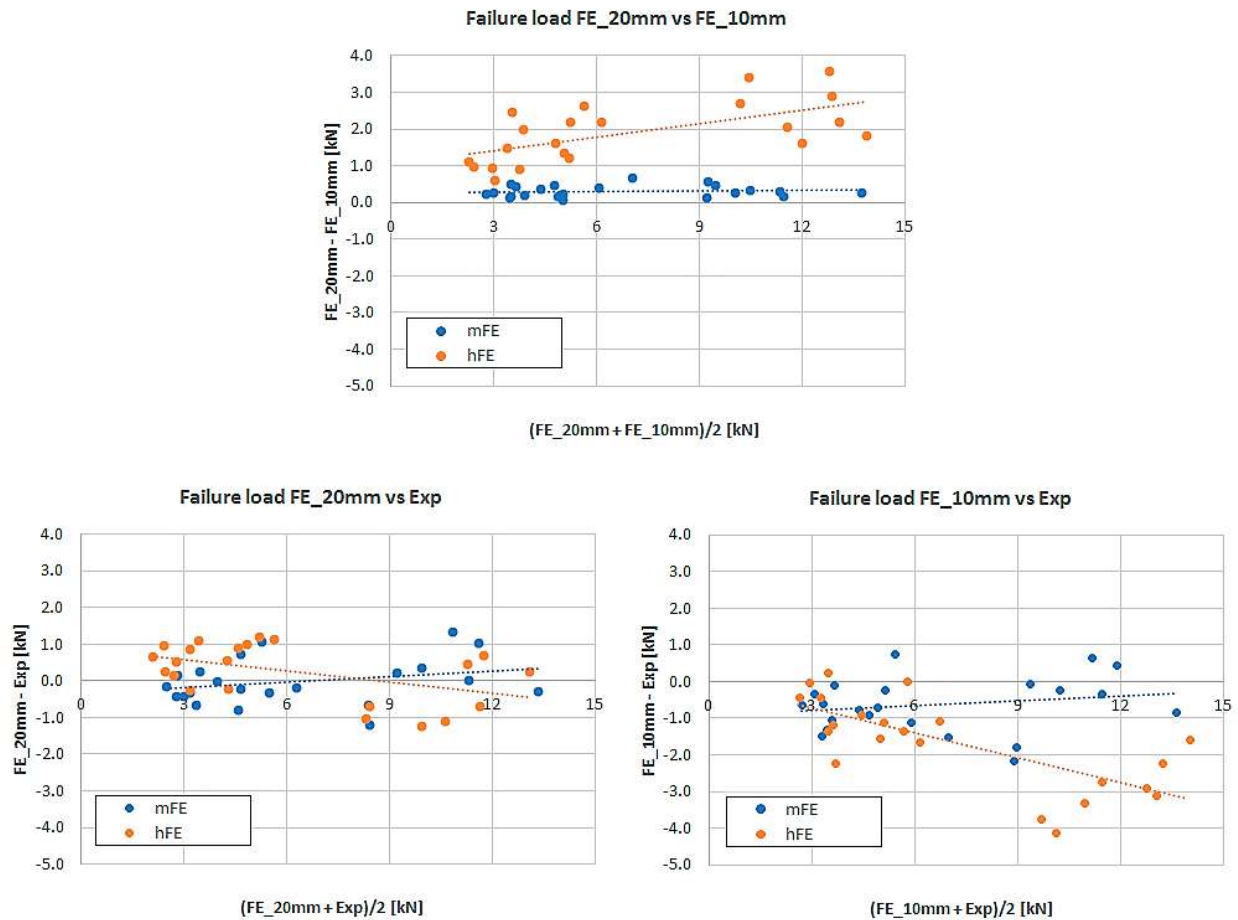 Failure load FE_20mm vs FE_10mm
4.0
3.0
2.0
1.0
0.0
-1.0
-2.0
-3.0
-4.0
-5.0
0 3 6 9 12 15
FE_20mm - FE_10mm [kN]
mFE
hFE
(FE_20mm + FE_10mm)/2 [kN]
Failure load FE_20mm vs Exp
4.0
3.0
2.0
1.0
0.0
-1.0
-2.0
-3.0
-4.0
-5.0
0 3 6 9 12 15
FE_20mm - Exp [kN]
mFE
hFE
(FE_20mm + Exp)/2 [kN]
Failure load FE_10mm vs Exp
4.0
3.0
2.0
1.0
0.0
-1.0
-2.0
-3.0
-4.0
-5.0
0 3 6 9 12 15
FE_10mm - Exp [kN]
mFE
hFE
(FE_10mm + Exp)/2 [kN]